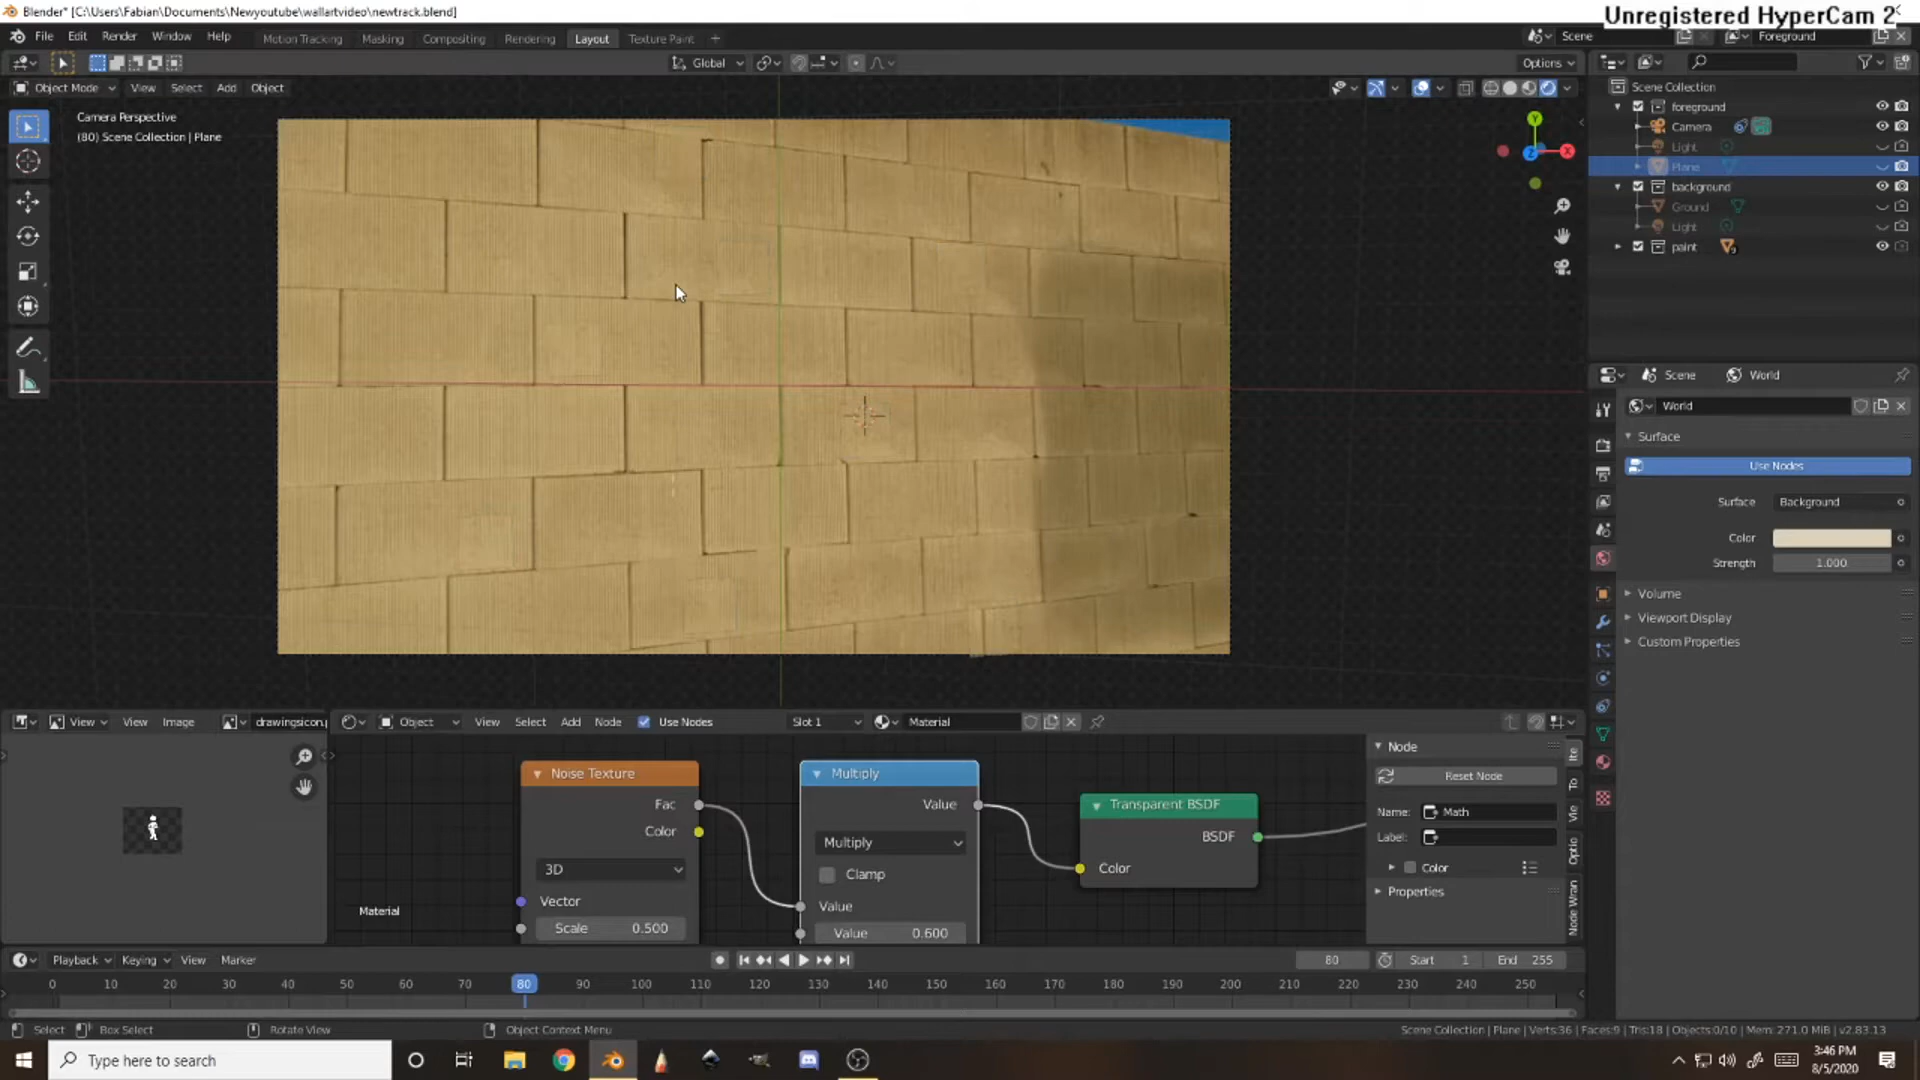 Blender* [C:\Users\Fabian\Documents\Newyoutube\wallartvideo\newtrack.blend]
Unregistered HyperCam 2
File Edit Render Window Help
Motion Tracking Masking Compositing Rendering Layout Texture Paint +
Scene
Foreground
Global
Options
Object Mode View Select Add Object
Camera Perspective
(80) Scene Collection | Plane
Y
X
Z
Scene Collection
foreground
Camera
Light
Plane
background
Ground
Light
paint
Scene World
World
Surface
Use Nodes
Surface Background
Color
Strength 1.000
Volume
Viewport Display
Custom Properties
View View Image drawingsicon.p
Object View Select Add Node Use Nodes Slot 1 Material
Noise Texture
Fac
Color
3D
Vector
Scale 0.500
Multiply
Value
Multiply
Clamp
Value
Value 0.600
Transparent BSDF
BSDF
Color
Material
Node
Reset Node
Name: Math
Label:
Color
Properties
Ite
To
Vie
Optio
Node Wran
Playback Keying View Marker
80 Start 1 End 255
0 10 20 30 40 50 60 70 80 90 100 110 120 130 140 150 160 170 180 190 200 210 220 230 240 250
Select Box Select Rotate View Object Context Menu
Scene Collection | Plane | Verts:36 | Faces:9 | Tris:18 | Objects:0/10 | Mem: 271.0 MiB | v2.83.13
Type here to search
3:46 PM
8/5/2020